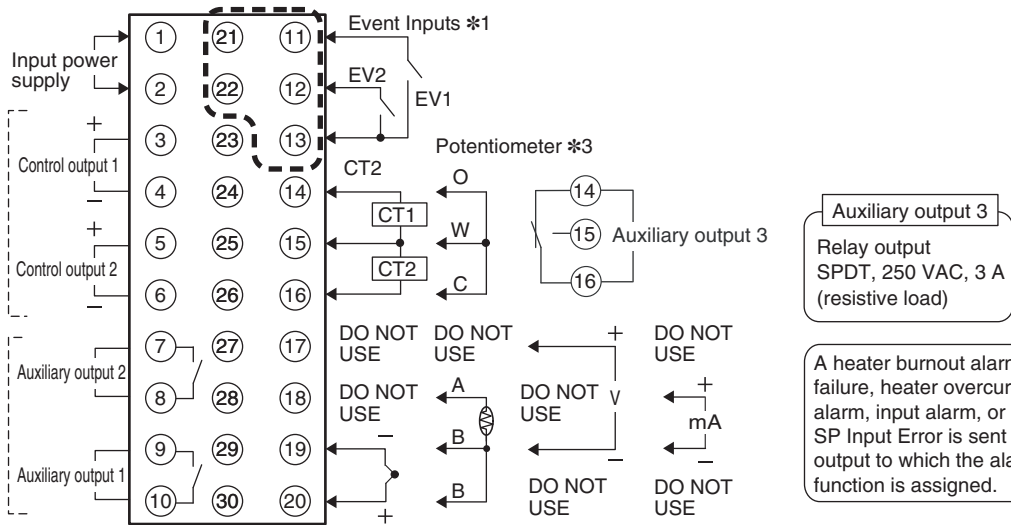 Event Inputs *1
1 21 11
Input power
supply
EV2
2 22 12
EV1
+
3 23 13
Potentiometer *3
Control output 1
CT2
O
4 24 14
14
–
CT1
Auxiliary output 3
+
W
5 25 15
15 Auxiliary output 3
Relay output
SPDT, 250 VAC, 3 A
(resistive load)
Control output 2
CT2
C
6 26 16
16
–
7 27 17
DO NOT
USE
DO NOT
USE
+
DO NOT
USE
Auxiliary output 2
8 28 18
DO NOT
USE
A
DO NOT
USE
V
+
mA
–
A heater burnout alarm
failure, heater overcur
alarm, input alarm, or
SP Input Error is sent
output to which the ala
function is assigned.
9 29 19
–
B
–
Auxiliary output 1
10 30 20
+
B
DO NOT
USE
DO NOT
USE